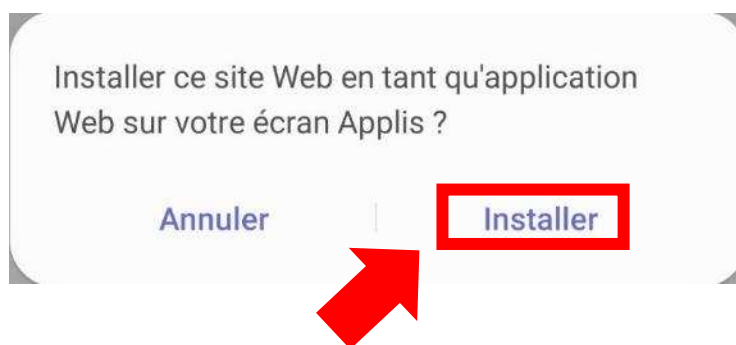 Installer ce site Web en tant qu'application
Web sur votre écran Applis ?
Annuler
Installer